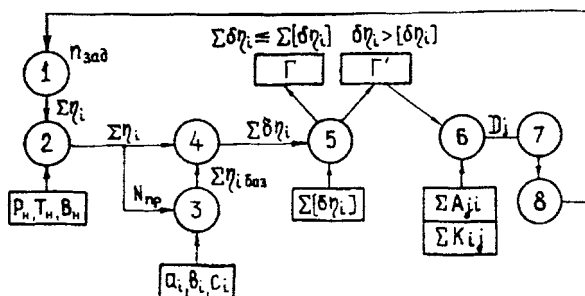 Σδηᵢ ≤ Σ[δηᵢ] δηᵢ > [δηᵢ]
Γ Γ'
1 nзад
Σηᵢ
2 Σηᵢ 4 Σδηᵢ 5 6 Dⱼ 7
Nпр Σηᵢ баз
3 8
Pн, Tн, Bн Σ[δηᵢ] ΣAⱼᵢ
ΣKᵢⱼ
aᵢ, вᵢ, cᵢ